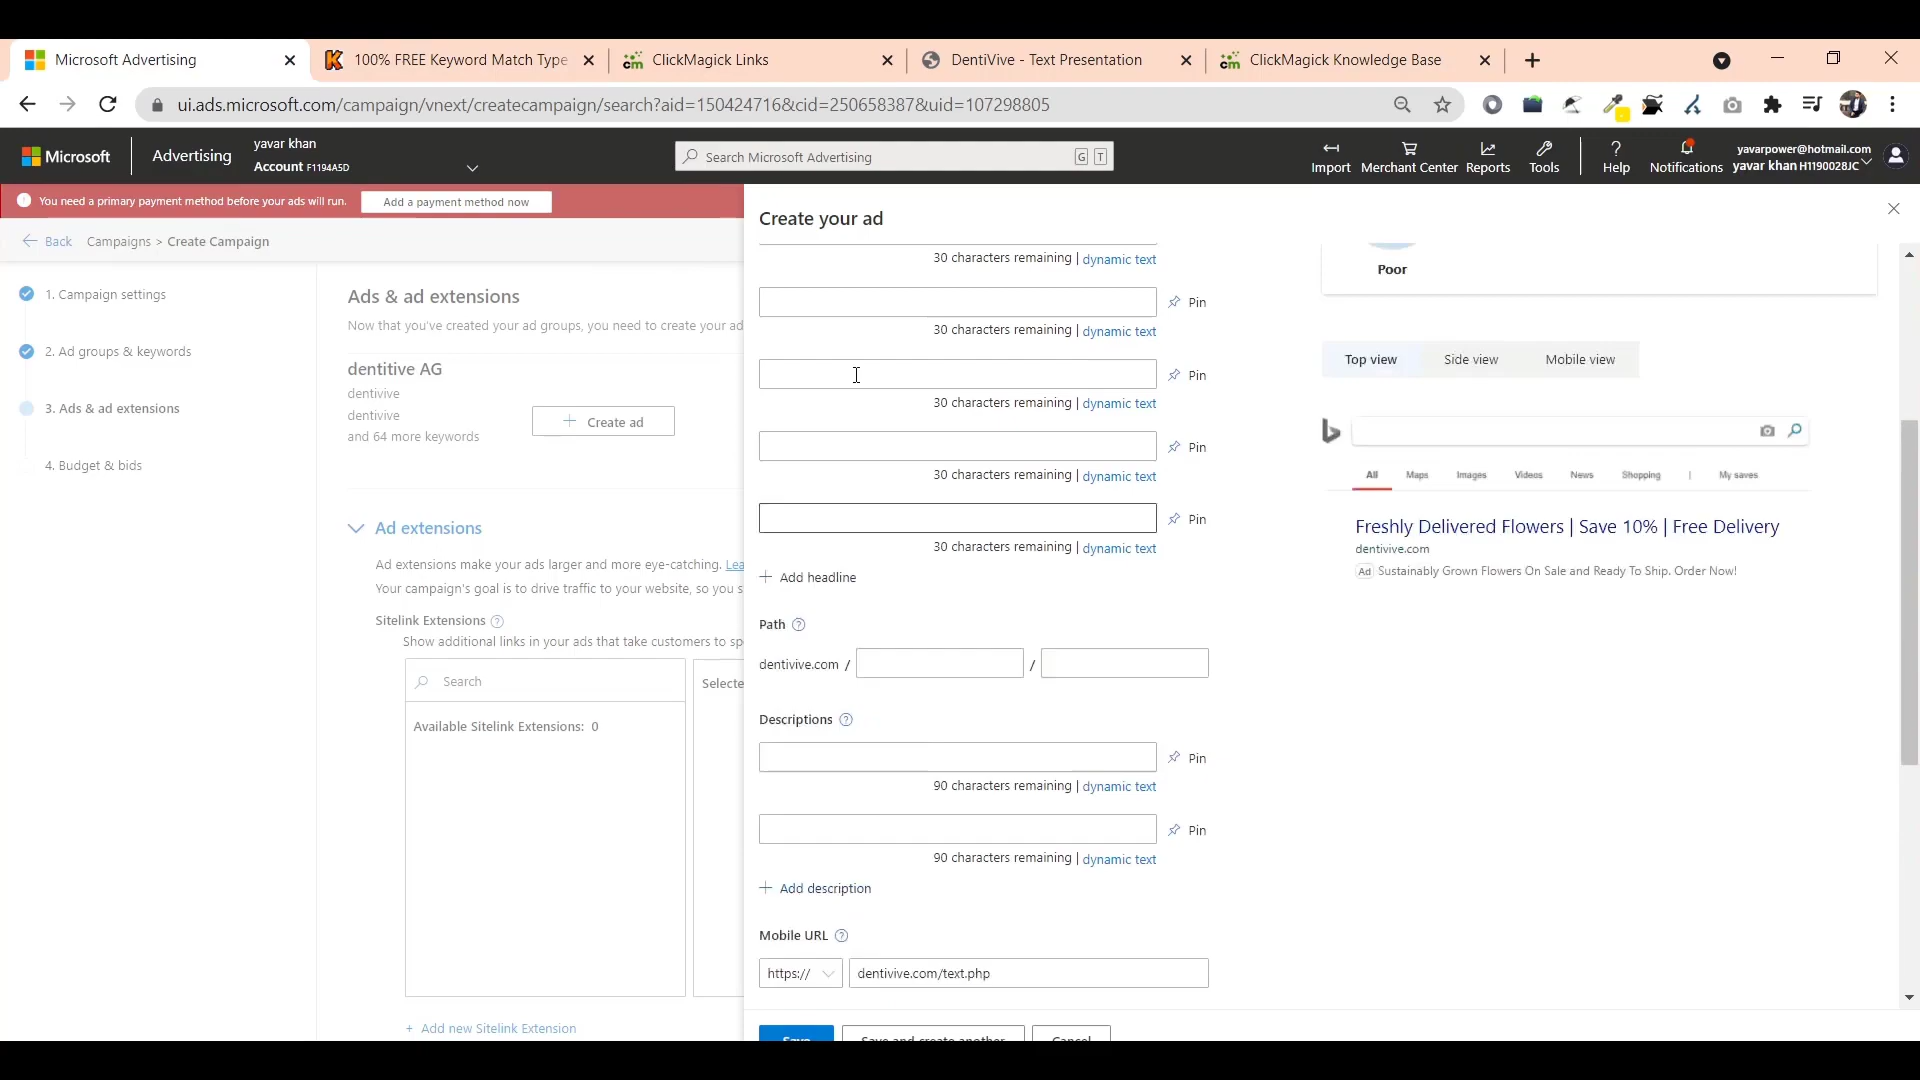 Microsoft Advertising
100% FREE Keyword Match Type
cm ClickMagick Links
DentiVive - Text Presentation
cm ClickMagick Knowledge Base
ui.ads.microsoft.com/campaign/vnext/createcampaign/search?aid=150424716&cid=250658387&uid=107298805
Microsoft
Advertising
yavar khan
Account F1194A5D
Search Microsoft Advertising
G T
Import
Merchant Center
Reports
Tools
Help
Notifications
yavarpower@hotmail.com
yavar khan H1190028JC
You need a primary payment method before your ads will run.
Add a payment method now
Back
Campaigns > Create Campaign
1. Campaign settings
2. Ad groups & keywords
3. Ads & ad extensions
4. Budget & bids
Ads & ad extensions
Now that you've created your ad groups, you need to create your ad
dentitive AG
dentivive
dentivive
and 64 more keywords
Create ad
Ad extensions
Ad extensions make your ads larger and more eye-catching. Lea
Your campaign's goal is to drive traffic to your website, so you s
Sitelink Extensions ?
Show additional links in your ads that take customers to sp
Search
Available Sitelink Extensions: 0
Selecte
+ Add new Sitelink Extension
Create your ad
30 characters remaining | dynamic text
Pin
30 characters remaining | dynamic text
Pin
30 characters remaining | dynamic text
Pin
30 characters remaining | dynamic text
Pin
30 characters remaining | dynamic text
+ Add headline
Path ?
dentivive.com /
/
Descriptions ?
Pin
90 characters remaining | dynamic text
Pin
90 characters remaining | dynamic text
+ Add description
Mobile URL ?
https://
dentivive.com/text.php
Save
Save and create another
Cancel
Poor
Top view
Side view
Mobile view
All
Maps
Images
Videos
News
Shopping
|
My saves
Freshly Delivered Flowers | Save 10% | Free Delivery
dentivive.com
Ad Sustainably Grown Flowers On Sale and Ready To Ship. Order Now!